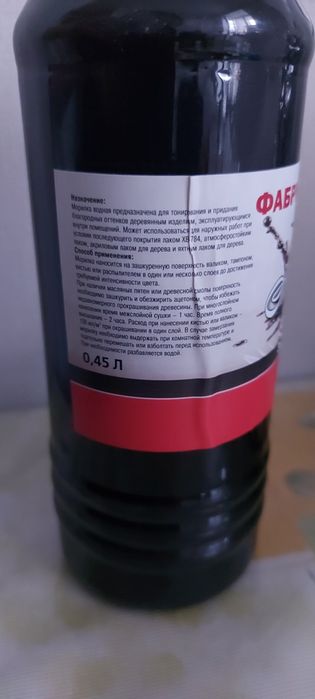 Назначение:
Морилка водная предназначена для тонирования и придания
благородных оттенков деревянным изделиям, эксплуатирующимся
внутри помещений. Может использоваться для наружных работ при
условии последующего покрытия лаком ХВ-784, атмосферостойким
лаком, акриловым лаком для дерева и яхтным лаком для дерева.
Способ применения:
Морилка наносится на зашкуренную поверхность валиком, тампоном,
кистью или распылителем в один или несколько слоев до достижения
требуемой интенсивности цвета.
При наличии масляных пятен или древесной смолы поверхность
необходимо зашкурить и обезжирить ацетоном, чтобы избежать
неравномерного прокрашивания древесины. При многослойном
нанесении время межслойной сушки – 1 час. Время полного
высыхания – 2 часа. Расход при нанесении кистью или валиком –
100 мл/м² при окрашивании в один слой. В случае замерзания
морилку необходимо выдержать при комнатной температуре и
тщательно перемешать или взболтать перед использованием.
При необходимости разбавляется водой.
0,45 Л
ФАБР